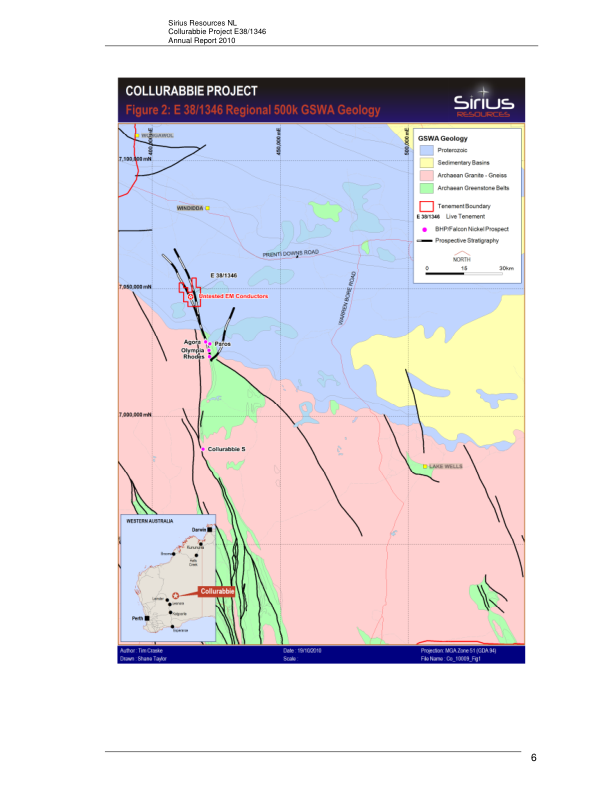 Sirius Resources NL
Collurabbie Project E38/1346
Annual Report 2010
COLLURABBIE PROJECT
Figure 2: E 38/1346 Regional 500k GSWA Geology
Sirius
RESOURCES
400,000 mE
450,000 mE
500,000 mE
7,100,000 mN
WINDIDDA
PRENTI DOWNS ROAD
WARREN BORE ROAD
GSWA Geology
Proterozoic
Sedimentary Basins
Archaean Granite - Gneiss
Archaean Greenstone Belts
Tenement Boundary
E 38/1346 Live Tenement
BHP/Falcon Nickel Prospect
Prospective Stratigraphy
NORTH
0 15 30km
E 38/1346
7,050,000 mN
Untested EM Conductors
Agora
Paros
Olympia
Rhodes
7,000,000 mN
Collurabbie S
LAKE WELLS
WESTERN AUSTRALIA
Darwin
Kununurra
Broome
Halls
Creek
Collurabbie
Leinster
Leonora
Kalgoorlie
Perth
Esperance
Author : Tim Craske
Drawn Shane Taylor
Date : 19/10/2010
Scale
Projection: MGA Zone 51 (GDA 94)
File Name : Co_10009_Fig1
6